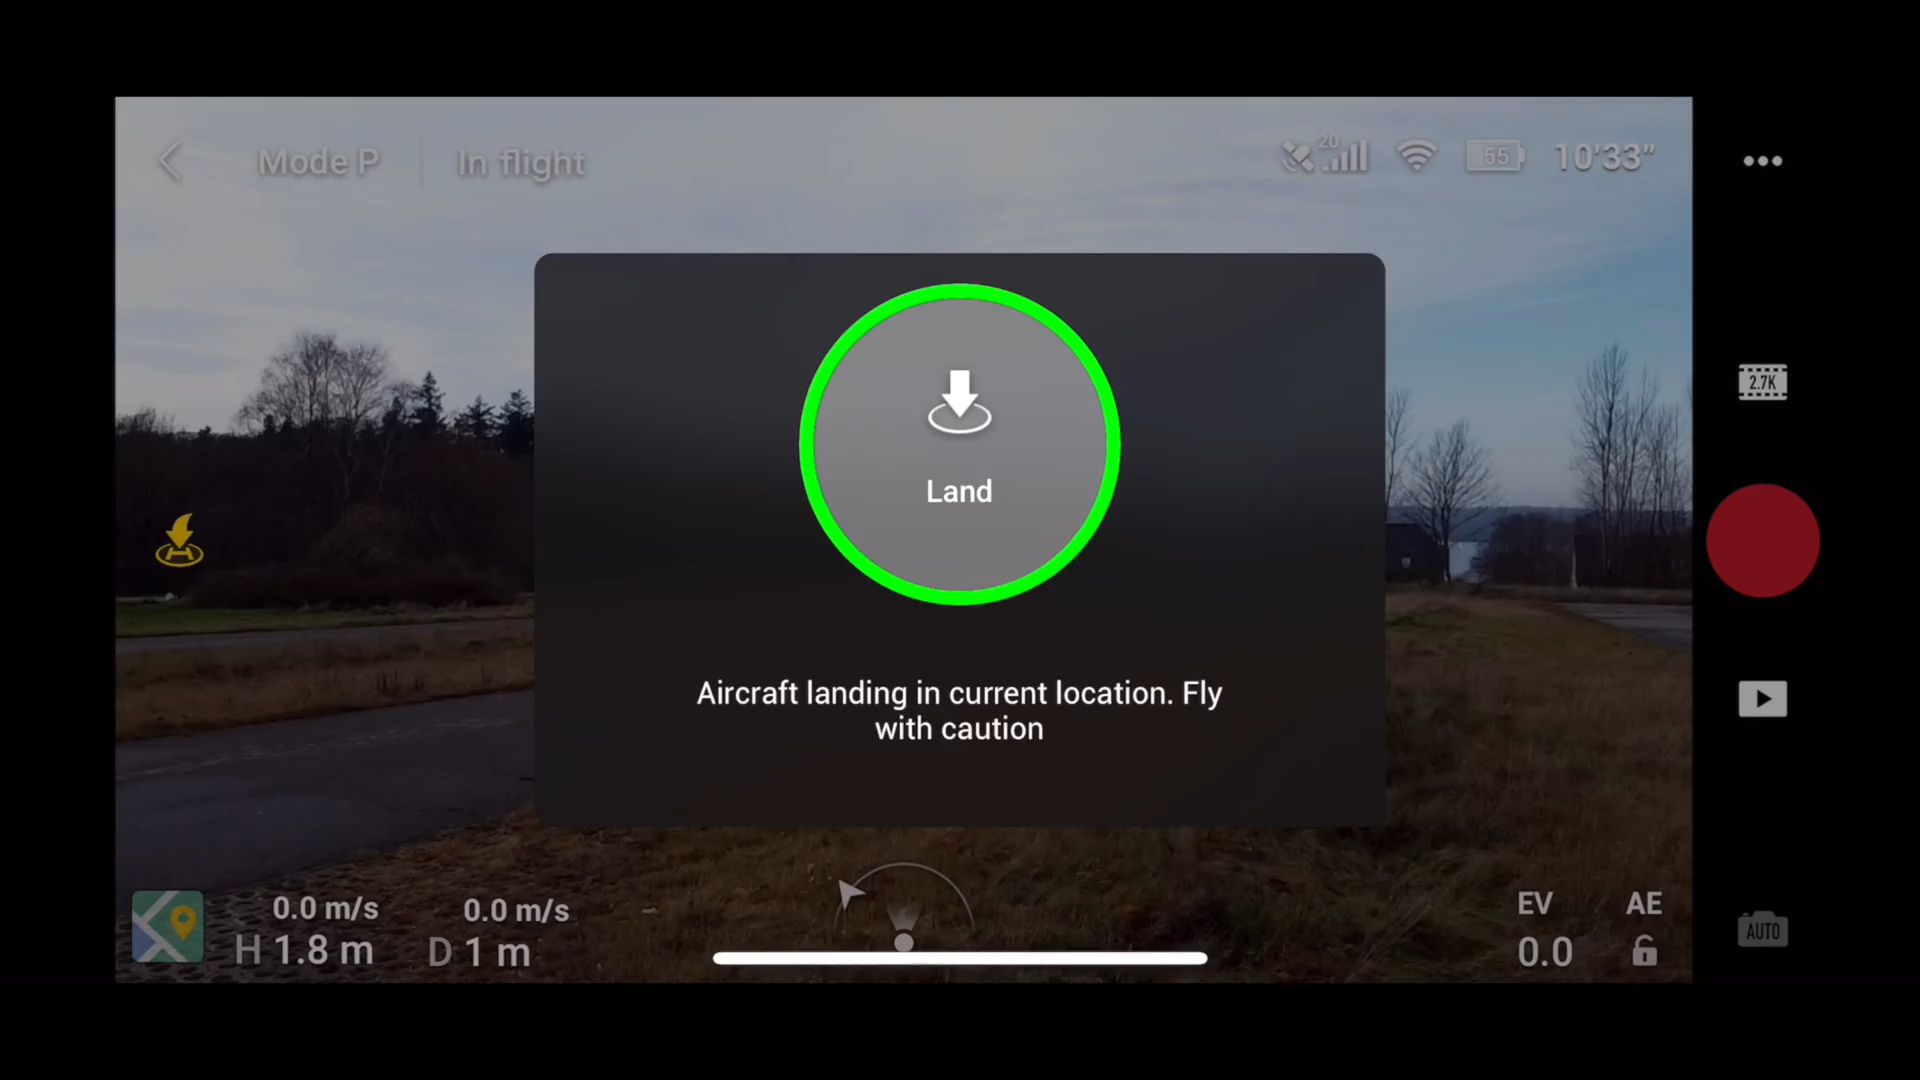 Mode P
In flight
20
55
10'33"
2.7K
Land
Aircraft landing in current location. Fly
with caution
0.0 m/s
0.0 m/s
H 1.8 m
D 1 m
EV
AE
0.0
AUTO